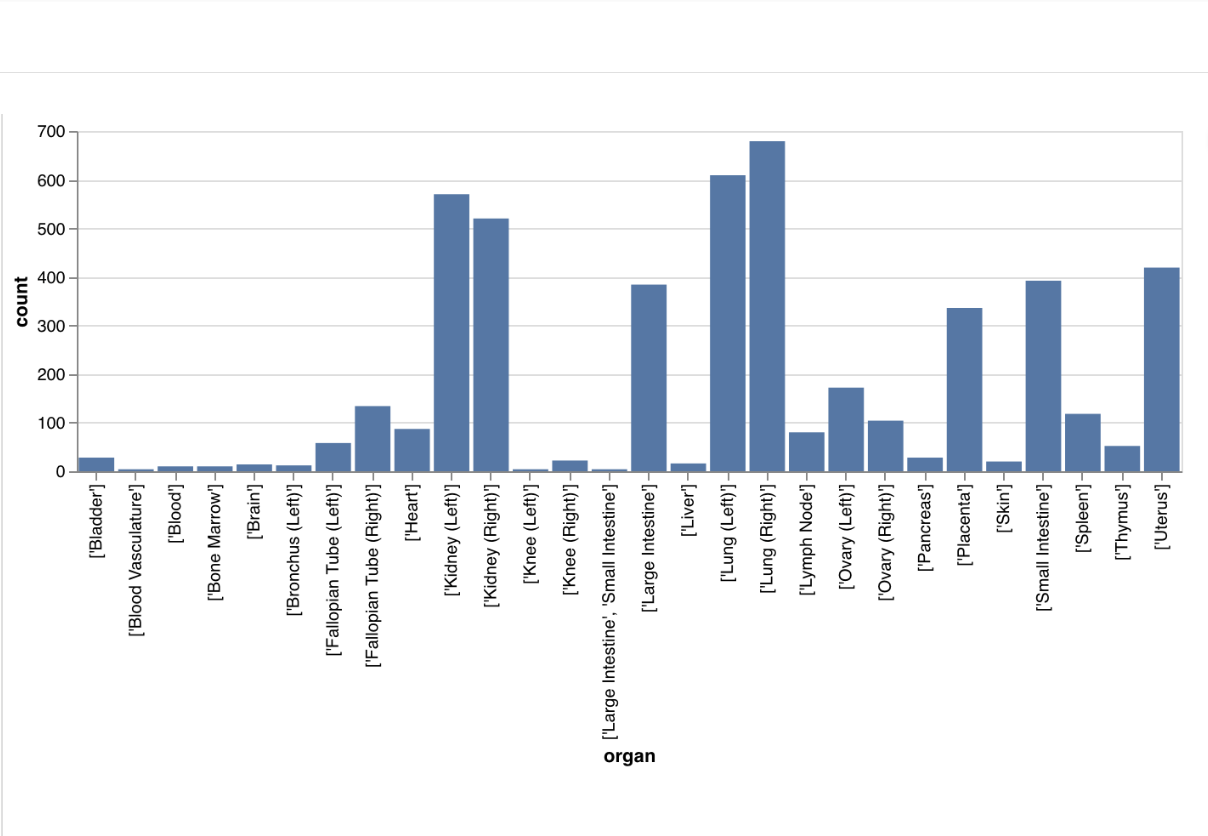 700
600
500
400
300
200
100
0
count
['Bladder']
['Blood Vasculature']
['Blood']
['Bone Marrow']
['Brain']
['Bronchus (Left)']
['Fallopian Tube (Left)']
['Fallopian Tube (Right)']
['Heart']
['Kidney (Left)']
['Kidney (Right)']
['Knee (Left)']
['Knee (Right)']
['Large Intestine', 'Small Intestine']
['Large Intestine']
['Liver']
['Lung (Left)']
['Lung (Right)']
['Lymph Node']
['Ovary (Left)']
['Ovary (Right)']
['Pancreas']
['Placenta']
['Skin']
['Small Intestine']
['Spleen']
['Thymus']
['Uterus']
organ